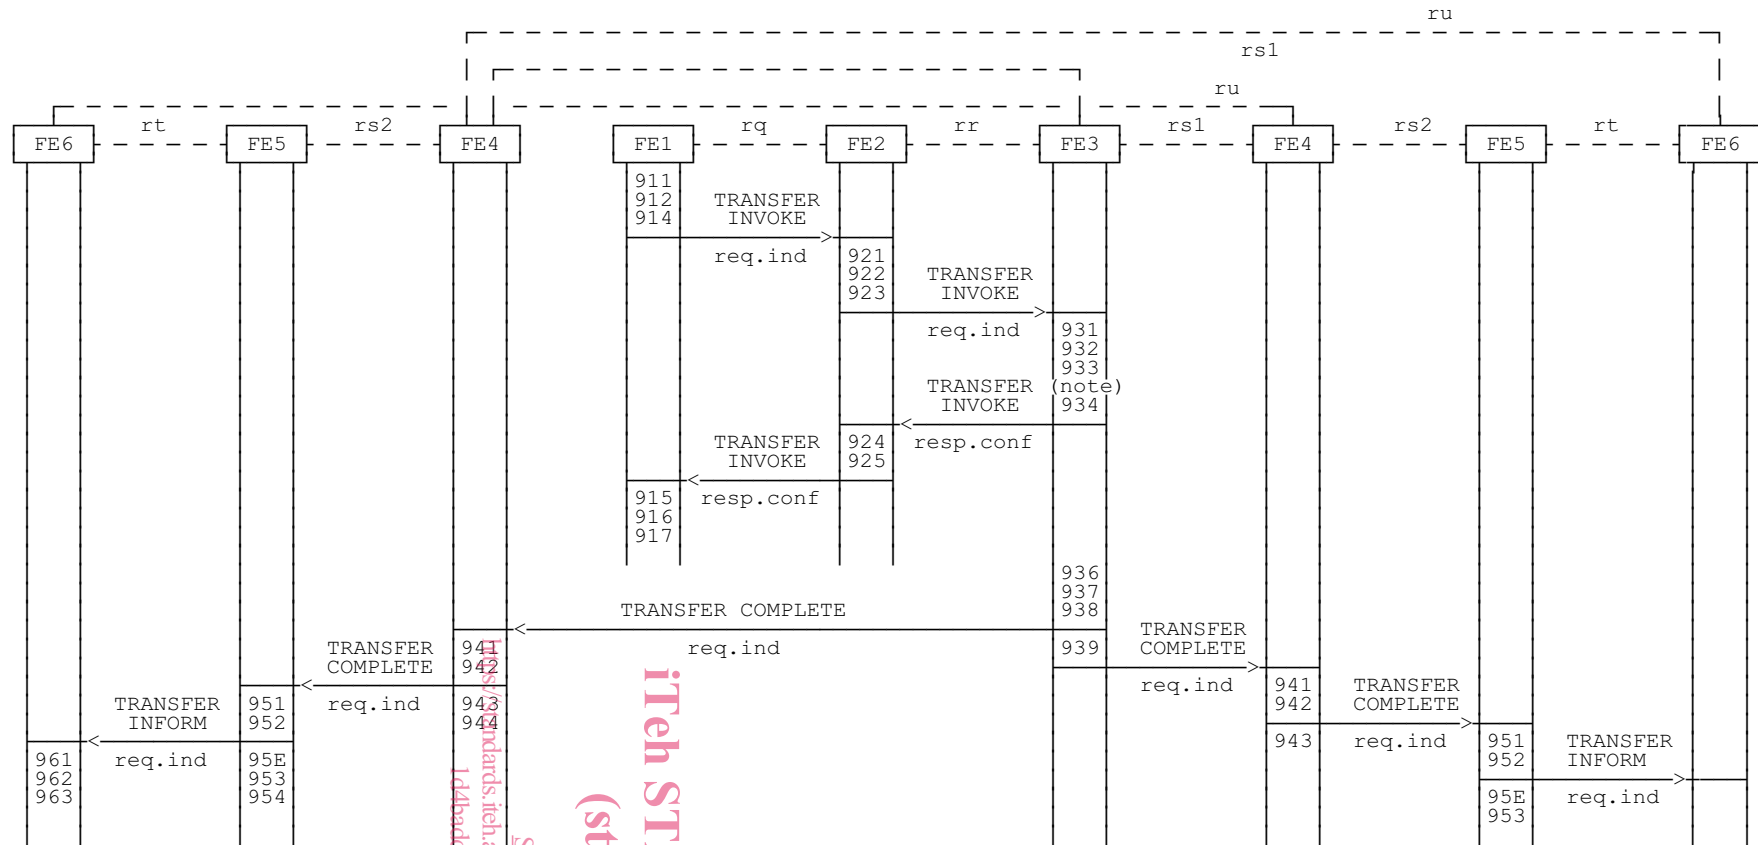 ru
rs1
ru
rt rs2 rq rr rs1 rs2 rt
FE6 FE5 FE4 FE1 FE2 FE3 FE4 FE5 FE6
911
912 TRANSFER
914 INVOKE
>
req.ind 921
922 TRANSFER
923 INVOKE
>
req.ind 931
932
933
TRANSFER (note)
INVOKE 934
<
TRANSFER 924 resp.conf
INVOKE 925
<
915 resp.conf
916
917
936
937
TRANSFER COMPLETE 938
< TRANSFER
TRANSFER 941 req.ind 939 COMPLETE
COMPLETE 942 >
< req.ind 941 TRANSFER
TRANSFER 951 req.ind 943 942 COMPLETE
INFORM 952 944 >
< 943 req.ind 951 TRANSFER
961 req.ind 95E 952 INFORM
962 953 >
963 954 95E req.ind
953
iTeh ST
(st
https://standards.iteh.a